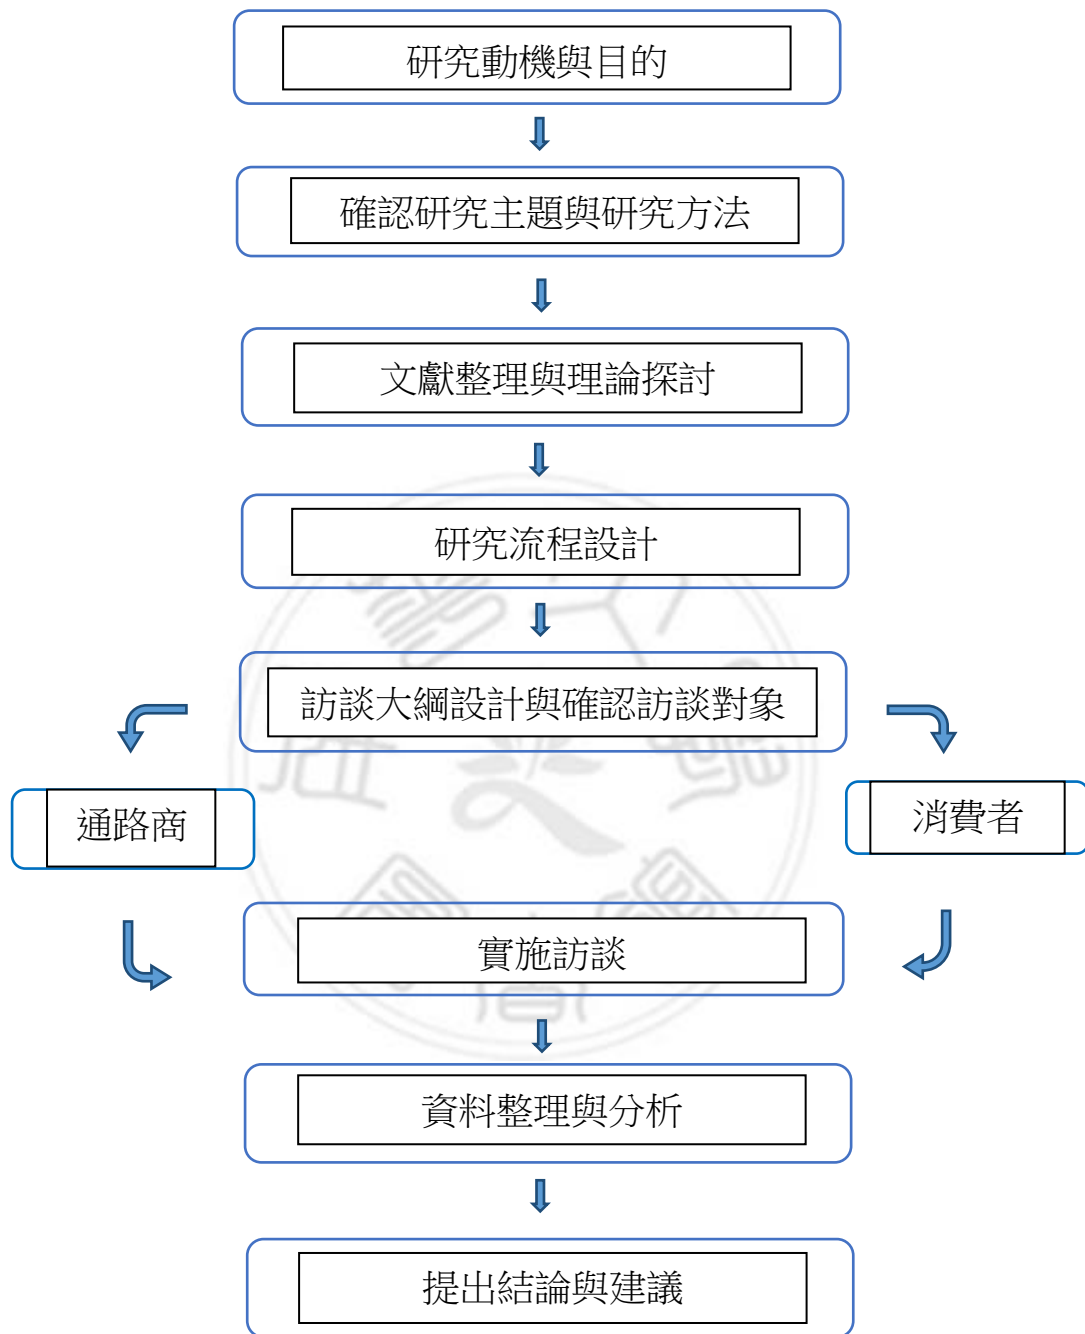 研究動機與目的
確認研究主題與研究方法
文獻整理與理論探討
研究流程設計
訪談大綱設計與確認訪談對象
通路商
消費者
實施訪談
資料整理與分析
提出結論與建議